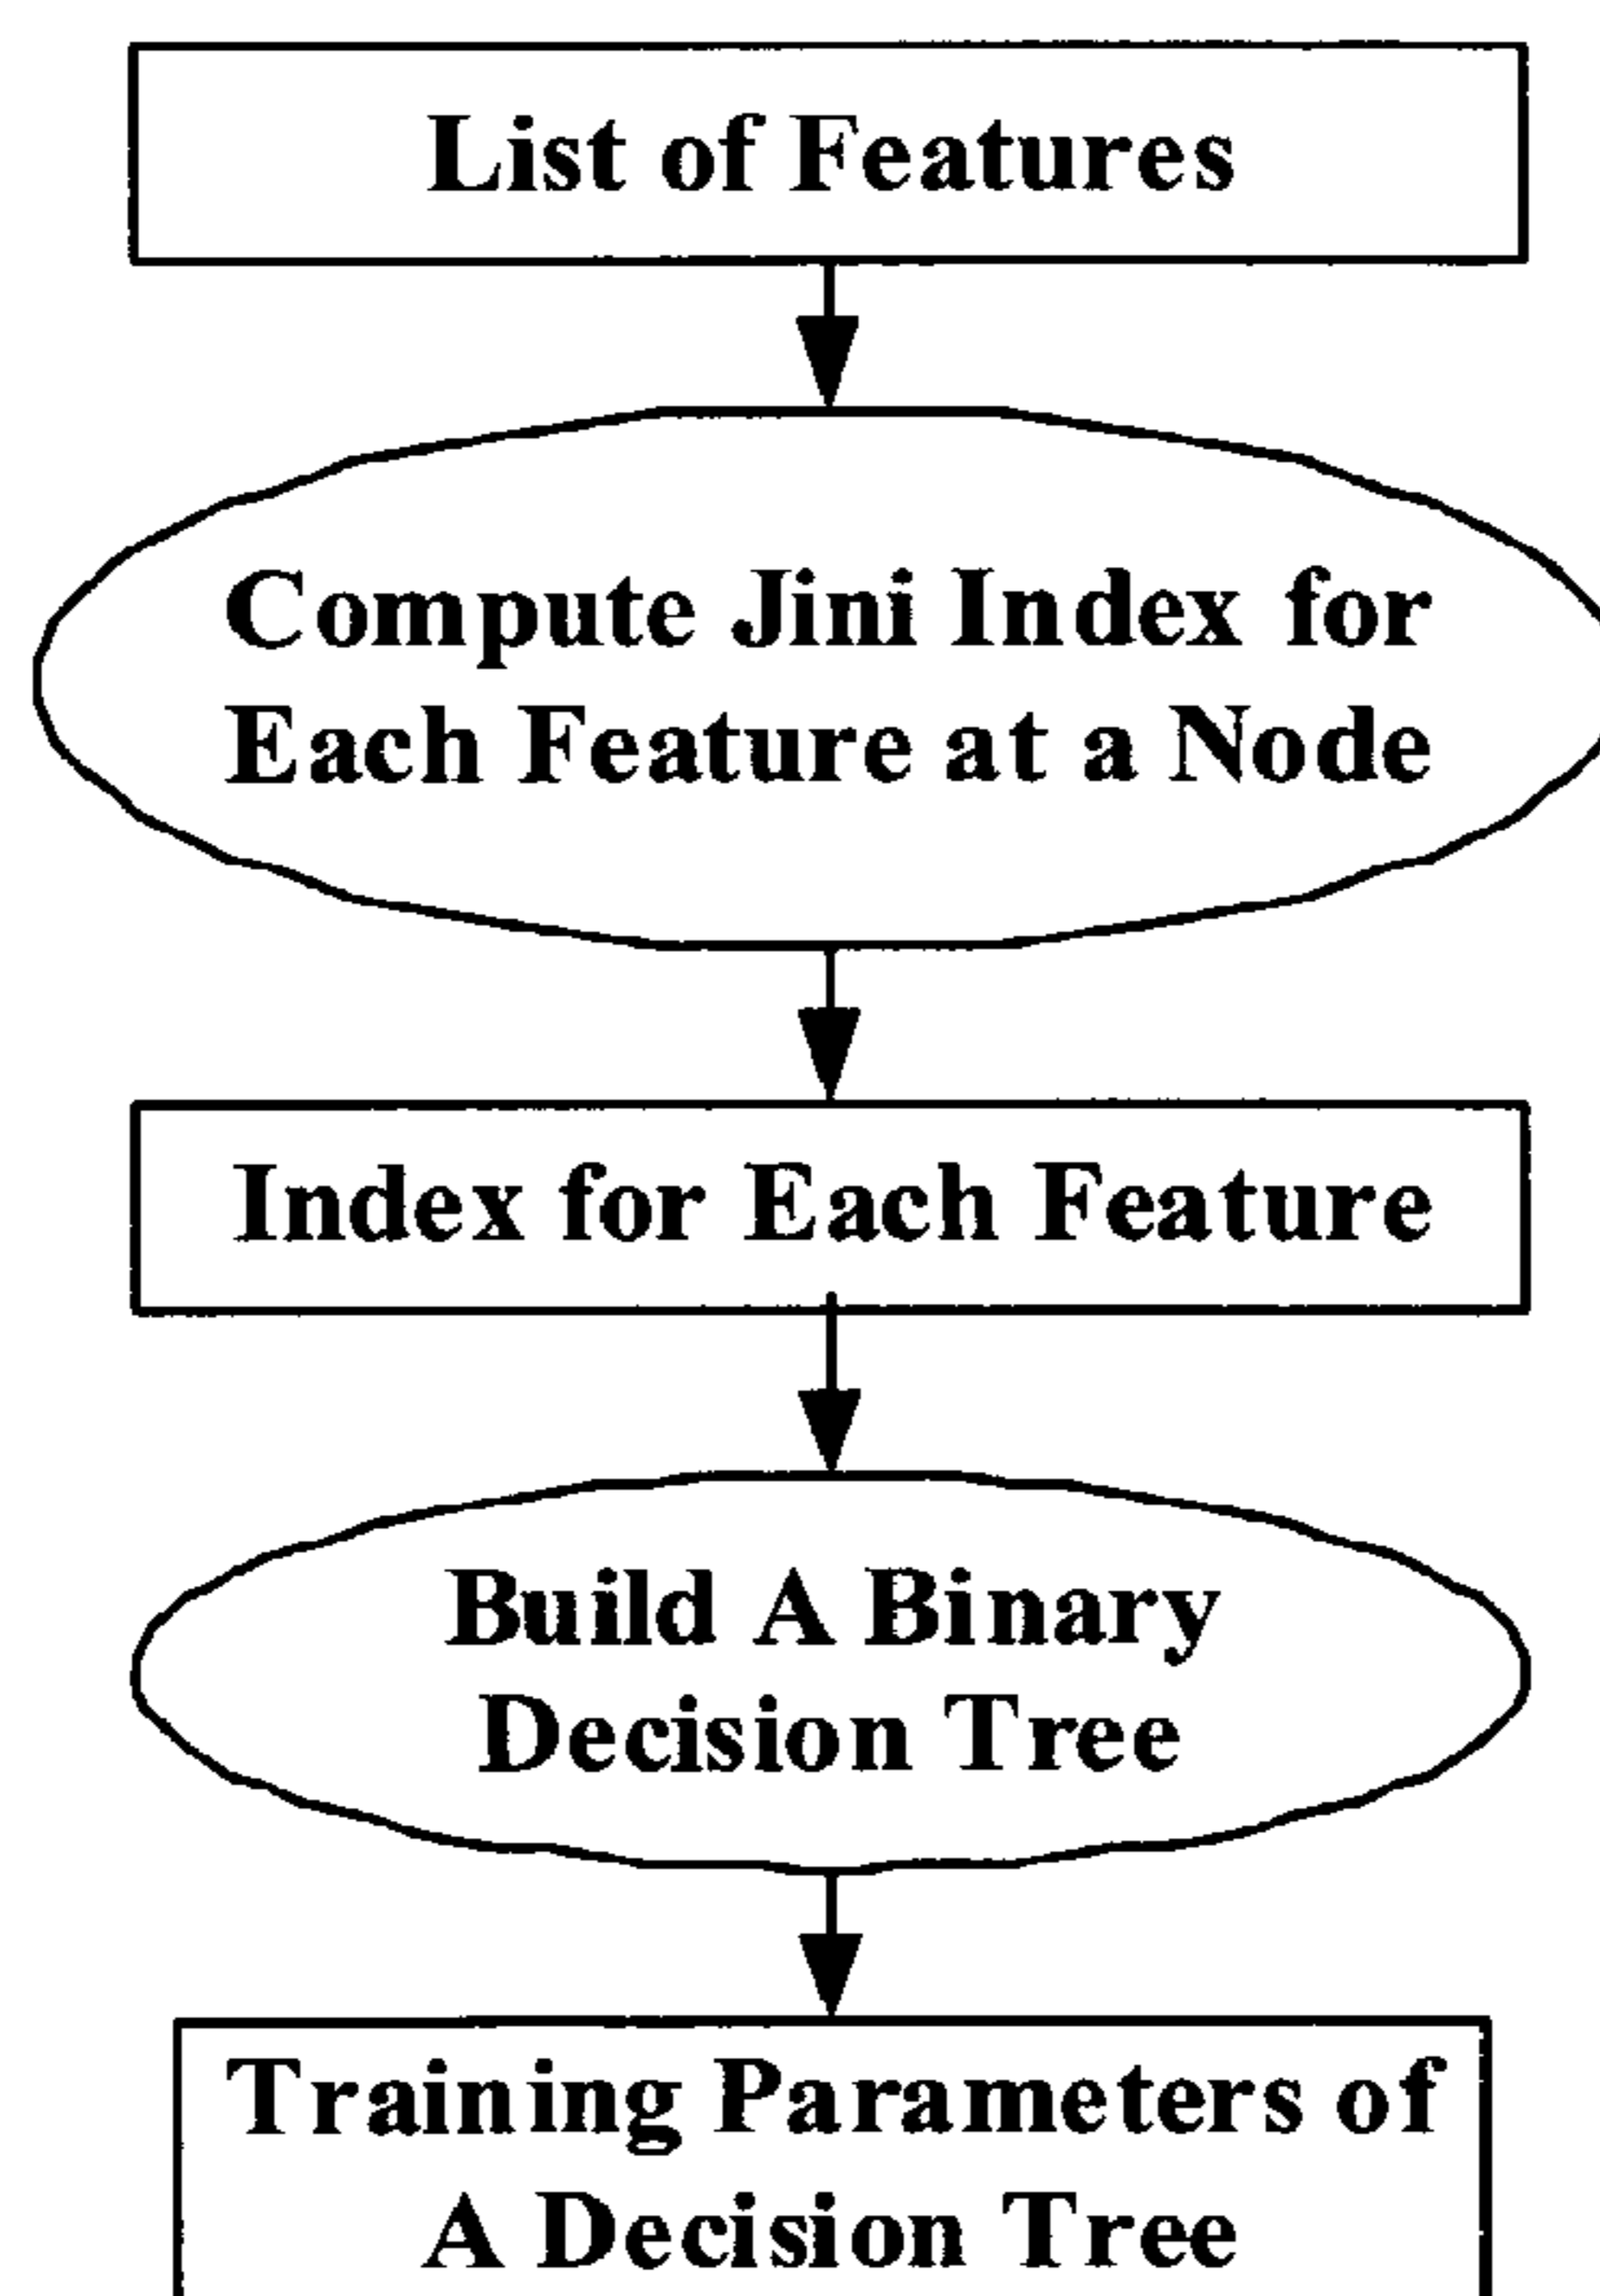 List of Features
Compute Jini Index for
Each Feature at a Node
Index for Each Feature
Build A Binary
Decision Tree
Training Parameters of
A Decision Tree